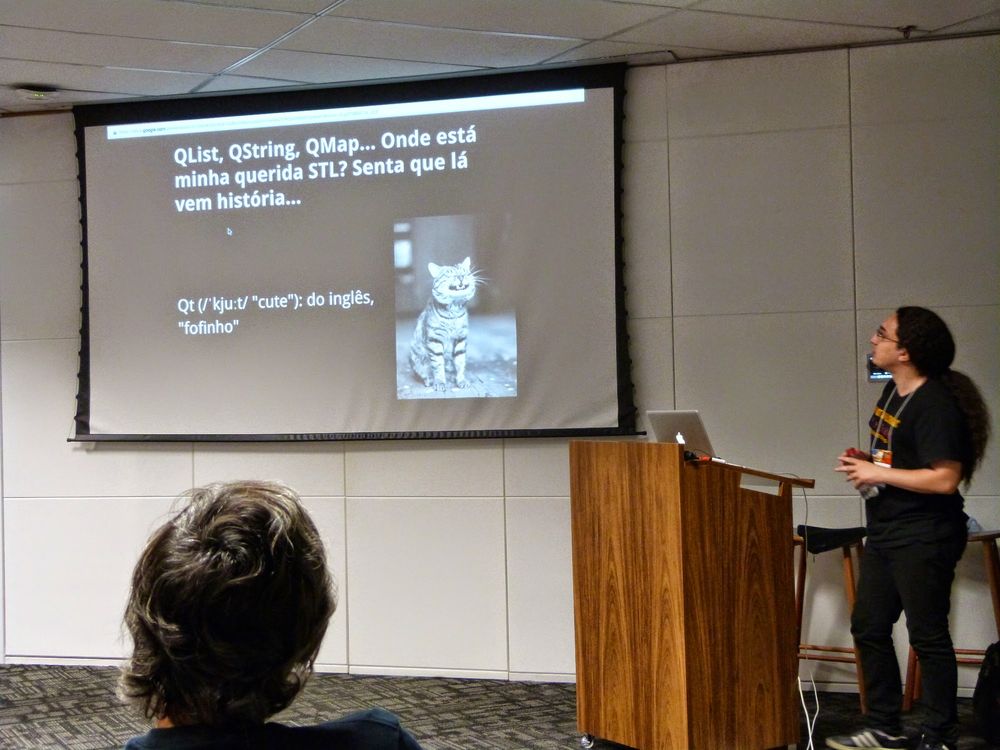 QList, QString, QMap... Onde está
minha querida STL? Senta que lá
vem história...
Qt (/ˈkjuːt/ "cute"): do inglês,
"fofinho"